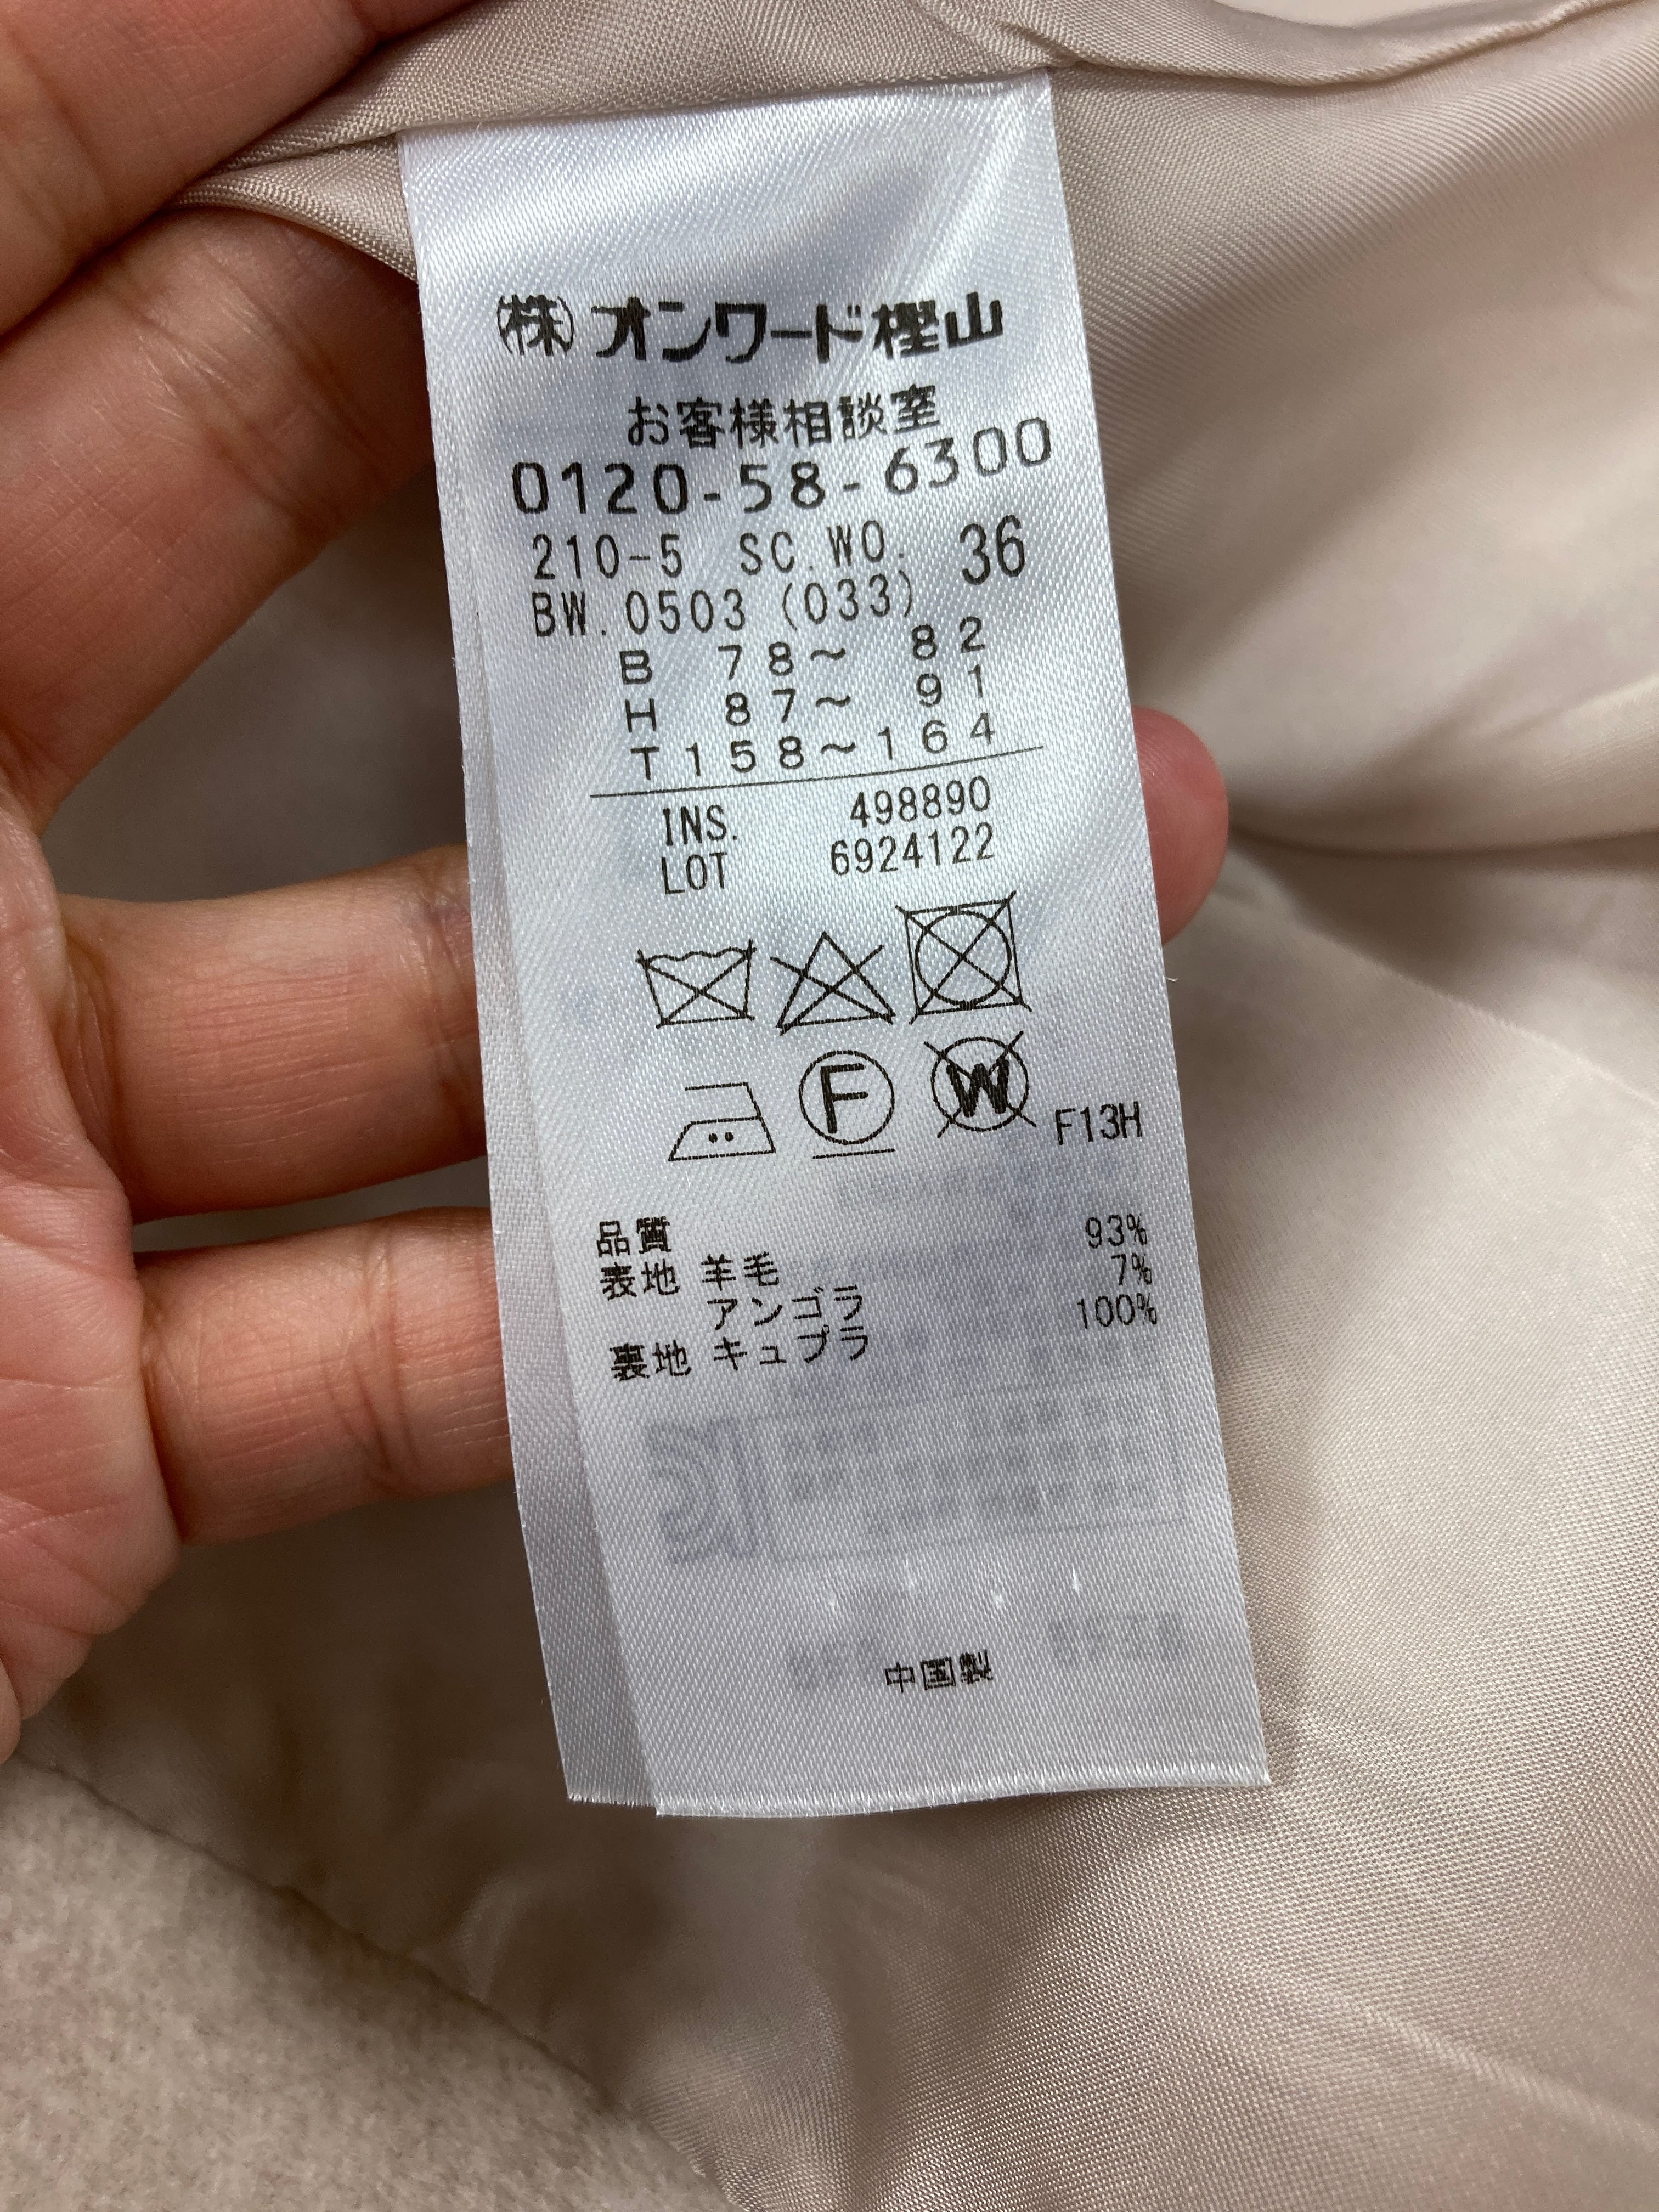 (株) オンワード樫山
お客様相談室
0120-58-6300
210-5 SC.WO. 36
BW.0503 (033)
B 78〜 82
H 87〜 91
T158〜164
INS. 498890
LOT 6924122
F W F13H
品質
表地 羊毛 93%
アンゴラ 7%
裏地 キュプラ 100%
中国製